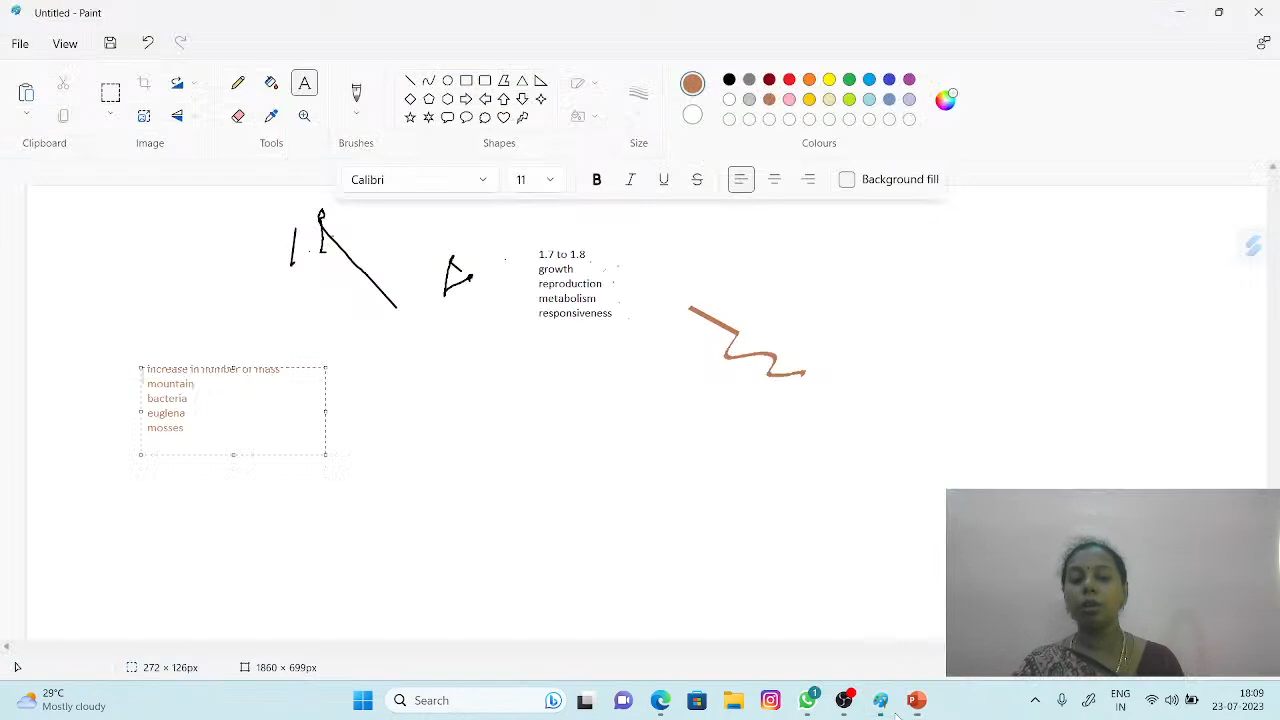 Untitled - Paint
File View
Clipboard Image Tools Brushes Shapes Size Colours
Calibri 11 B I U S Background fill
1.7 to 1.8
growth
reproduction
metabolism
responsiveness
increase in number of mass
mountain
bacteria
euglena
mosses
272 × 126px 1860 × 699px
29°C
Mostly cloudy
Search
1
ENG
IN
18:09
23-07-2023